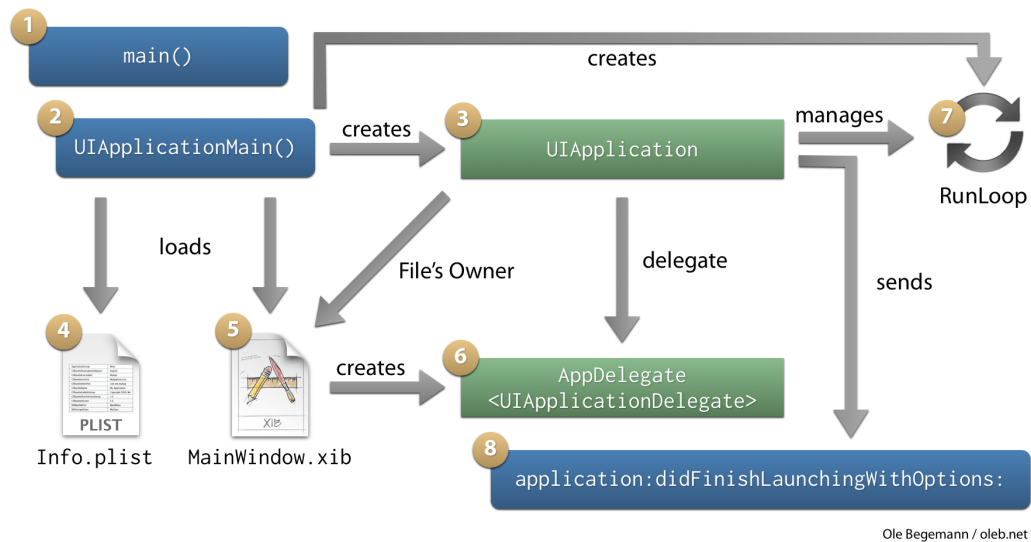 1
main()
creates
2
UIApplicationMain()
creates
3
UIApplication
manages
7
RunLoop
loads
File's Owner
delegate
sends
4
PLIST
Info.plist
5
XIB
MainWindow.xib
creates
6
AppDelegate
<UIApplicationDelegate>
8
application:didFinishLaunchingWithOptions:
Ole Begemann / oleb.net